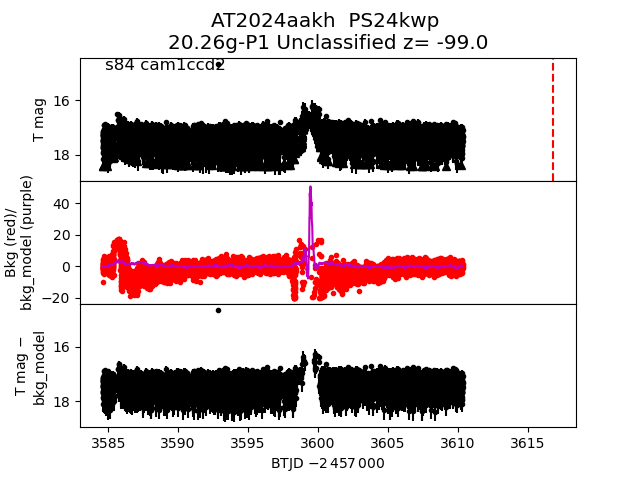 AT2024aakh PS24kwp
20.26g-P1 Unclassified z= -99.0
s84 cam1ccd2
T mag
16
18
Bkg (red)/
bkg_model (purple)
40
20
0
−20
T mag −
bkg_model
16
18
3585 3590 3595 3600 3605 3610 3615
BTJD −2 457 000